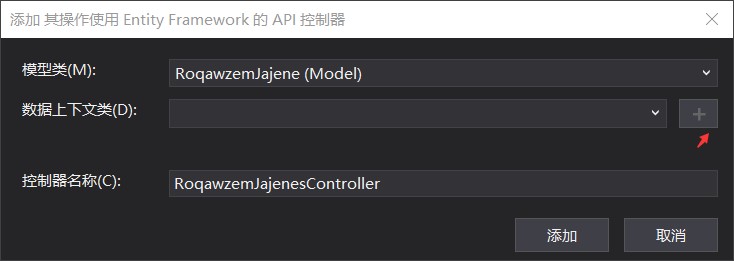 添加 其操作使用 Entity Framework 的 API 控制器
模型类(M):
RoqawzemJajene (Model)
数据上下文类(D):
控制器名称(C):
RoqawzemJajenesController
添加
取消